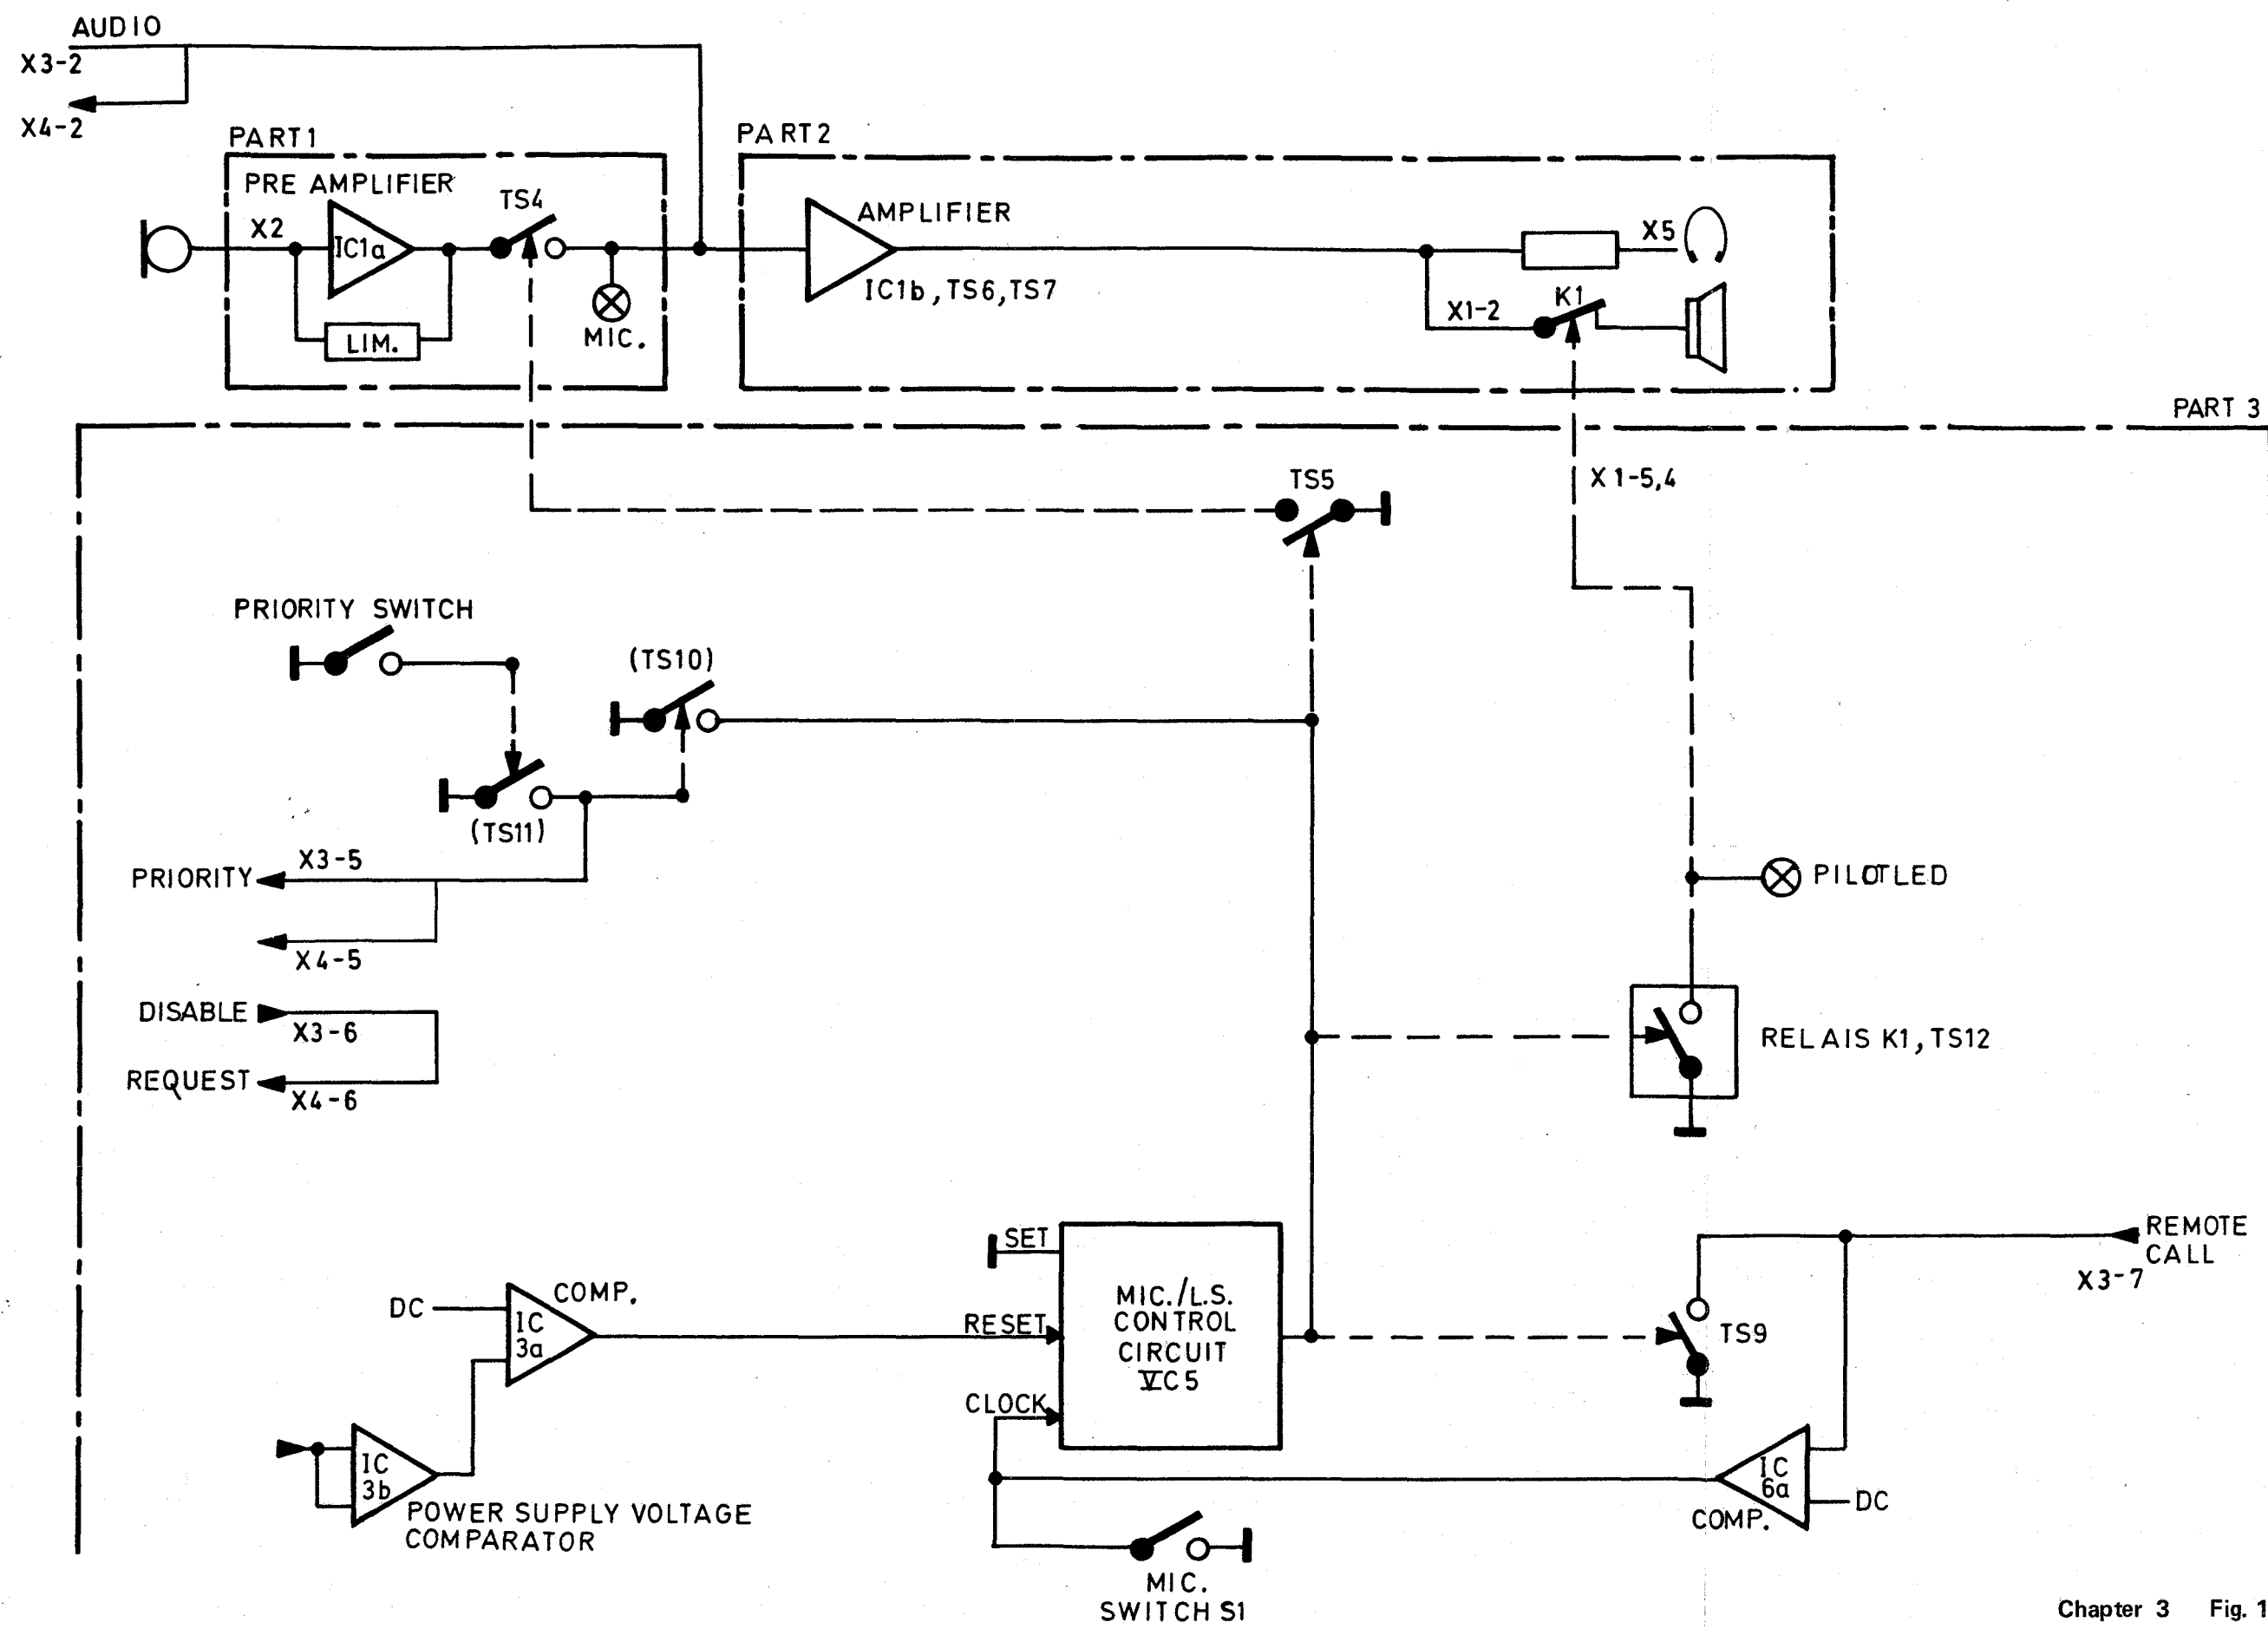 AUDIO
X3-2
X4-2
PART1
PART2
PRE AMPLIFIER
TS4
X2
IC1a
LIM.
MIC.
AMPLIFIER
IC1b, TS6, TS7
X5
X1-2
K1
PART 3
X1-5,4
TS5
PRIORITY SWITCH
(TS10)
(TS11)
PRIORITY
X3-5
X4-5
PILOTLED
DISABLE
X3-6
REQUEST
X4-6
RELAIS K1, TS12
SET
REMOTE
CALL
X3-7
DC
COMP.
IC
3a
RESET
MIC./L.S.
CONTROL
CIRCUIT
VC5
TS9
CLOCK
IC
3b
POWER SUPPLY VOLTAGE
COMPARATOR
IC
6a
DC
COMP.
MIC.
SWITCH S1
Chapter 3 Fig. 1